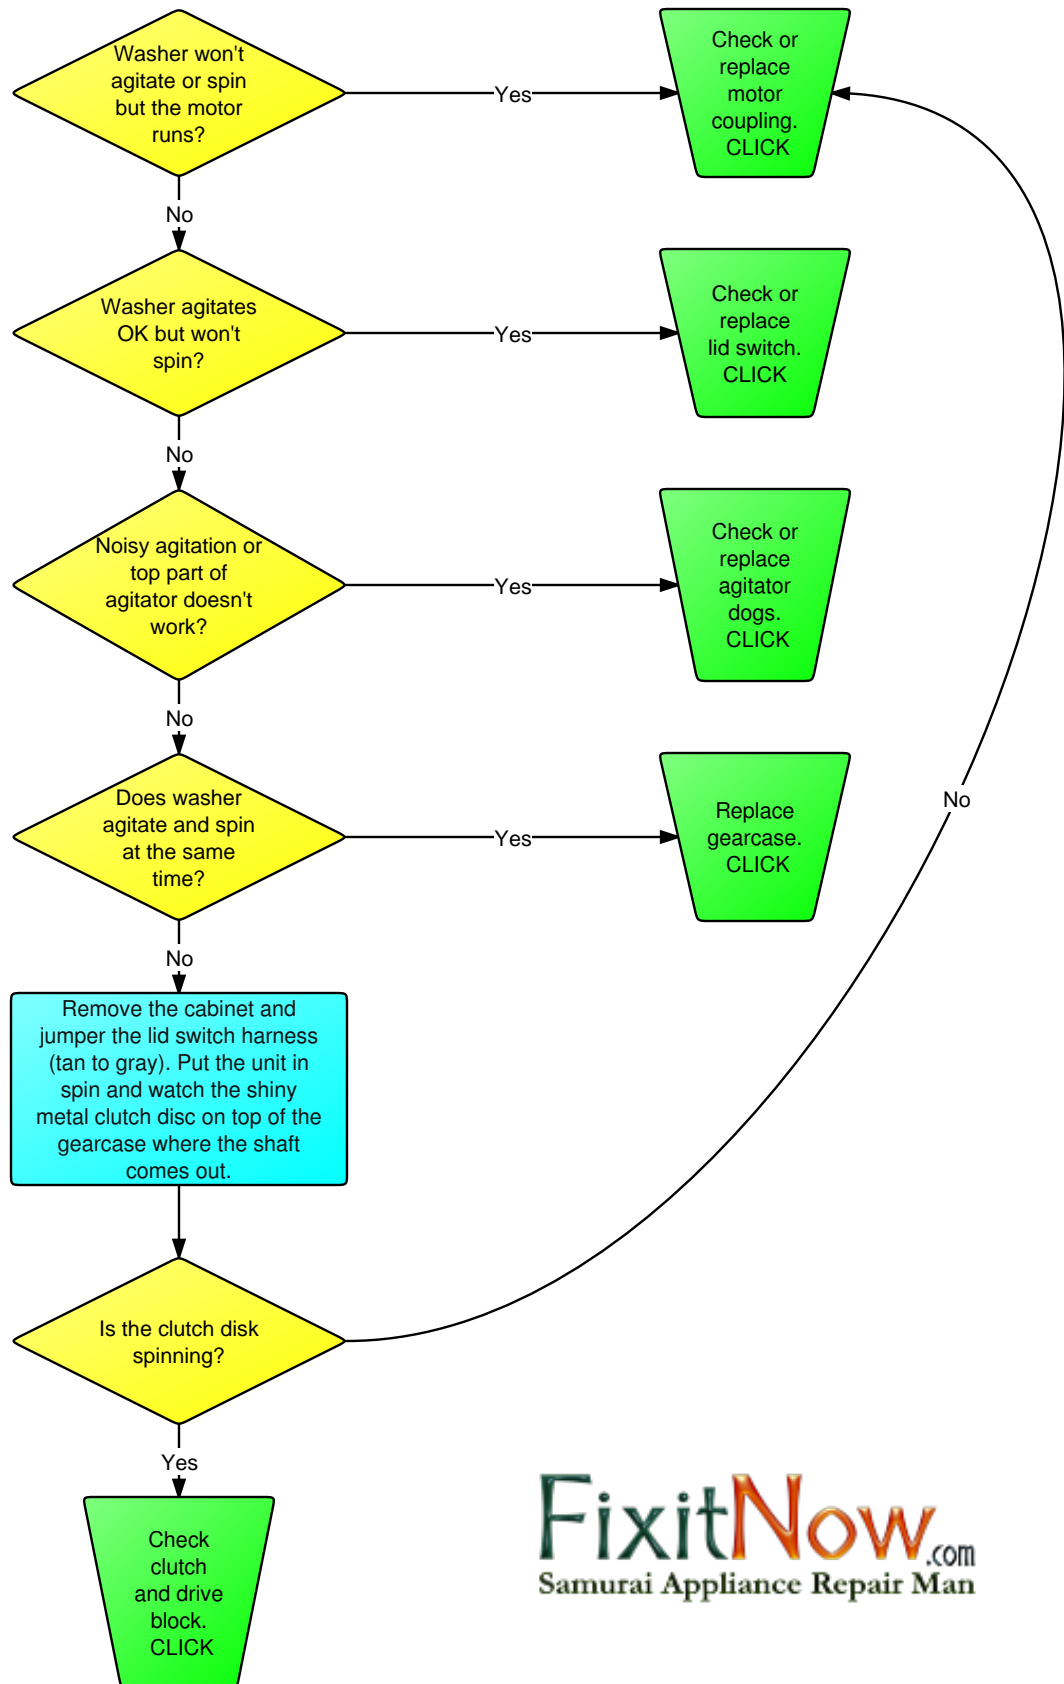 Washer won't
agitate or spin
but the motor
runs?
Yes
Check or
replace
motor
coupling.
CLICK
No
Washer agitates
OK but won't
spin?
Yes
Check or
replace
lid switch.
CLICK
No
Noisy agitation or
top part of
agitator doesn't
work?
Yes
Check or
replace
agitator
dogs.
CLICK
No
Does washer
agitate and spin
at the same
time?
Yes
Replace
gearcase.
CLICK
No
No
Remove the cabinet and
jumper the lid switch harness
(tan to gray). Put the unit in
spin and watch the shiny
metal clutch disc on top of the
gearcase where the shaft
comes out.
Is the clutch disk
spinning?
Yes
Check
clutch
and drive
block.
CLICK
FixitNow.com
Samurai Appliance Repair Man